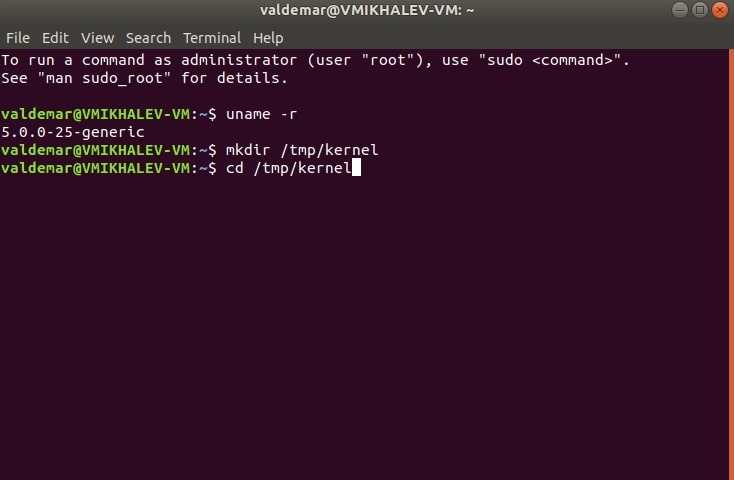 valdemar@VMIKHALEV-VM: ~
File Edit View Search Terminal Help
To run a command as administrator (user "root"), use "sudo <command>".
See "man sudo_root" for details.
valdemar@VMIKHALEV-VM:~$ uname -r
5.0.0-25-generic
valdemar@VMIKHALEV-VM:~$ mkdir /tmp/kernel
valdemar@VMIKHALEV-VM:~$ cd /tmp/kernel